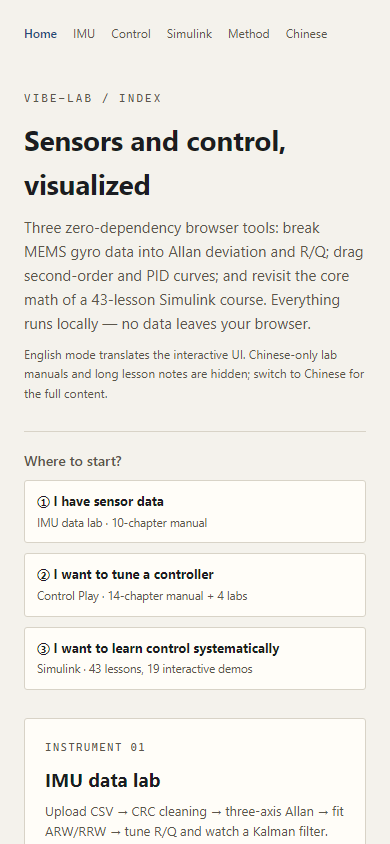 Home IMU Control Simulink Method Chinese
VIBE-LAB / INDEX
Sensors and control,
visualized
Three zero-dependency browser tools: break
MEMS gyro data into Allan deviation and R/Q; drag
second-order and PID curves; and revisit the core
math of a 43-lesson Simulink course. Everything
runs locally — no data leaves your browser.
English mode translates the interactive UI. Chinese-only lab
manuals and long lesson notes are hidden; switch to Chinese for
the full content.
Where to start?
① I have sensor data
IMU data lab · 10-chapter manual
② I want to tune a controller
Control Play · 14-chapter manual + 4 labs
③ I want to learn control systematically
Simulink · 43 lessons, 19 interactive demos
INSTRUMENT 01
IMU data lab
Upload CSV → CRC cleaning → three-axis Allan → fit
ARW/RRW → tune R/Q and watch a Kalman filter.